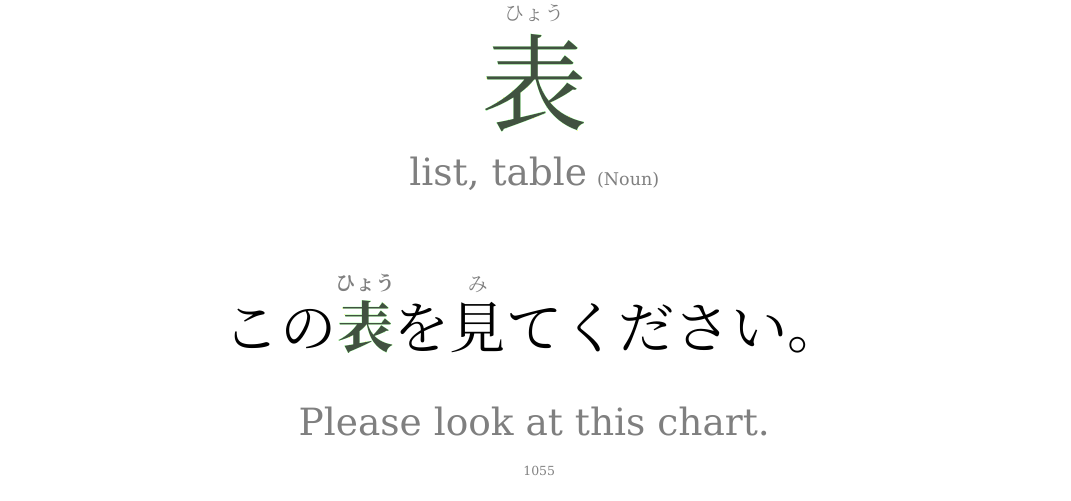 ひょう
表
list, table (Noun)
ひょう み
この表を見てください。
Please look at this chart.
1055